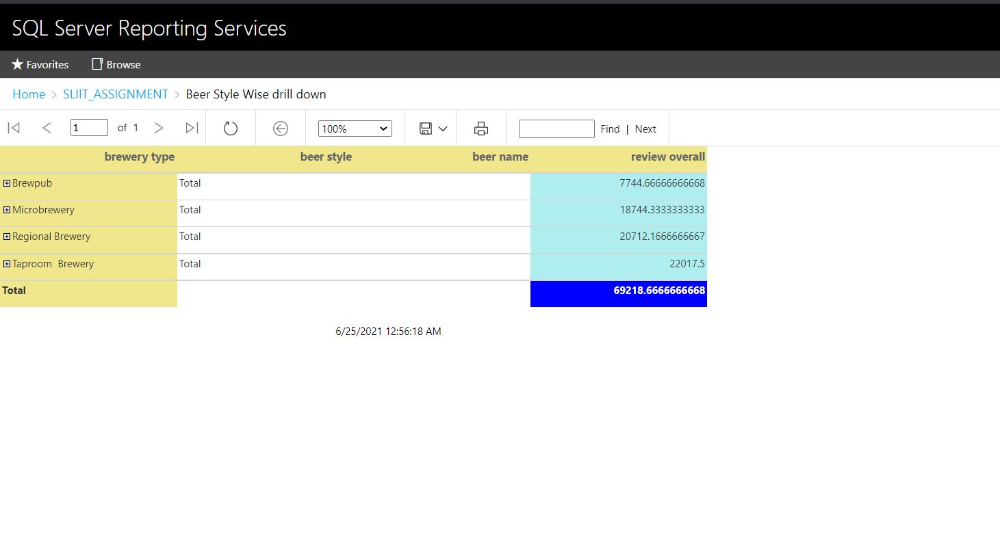 SQL Server Reporting Services
Favorites Browse
Home > SLIIT_ASSIGNMENT > Beer Style Wise drill down
1 of 1 100% Find | Next
brewery type beer style beer name review overall
Brewpub Total 7744.66666666668
Microbrewery Total 18744.3333333333
Regional Brewery Total 20712.1666666667
Taproom Brewery Total 22017.5
Total 69218.6666666668
6/25/2021 12:56:18 AM